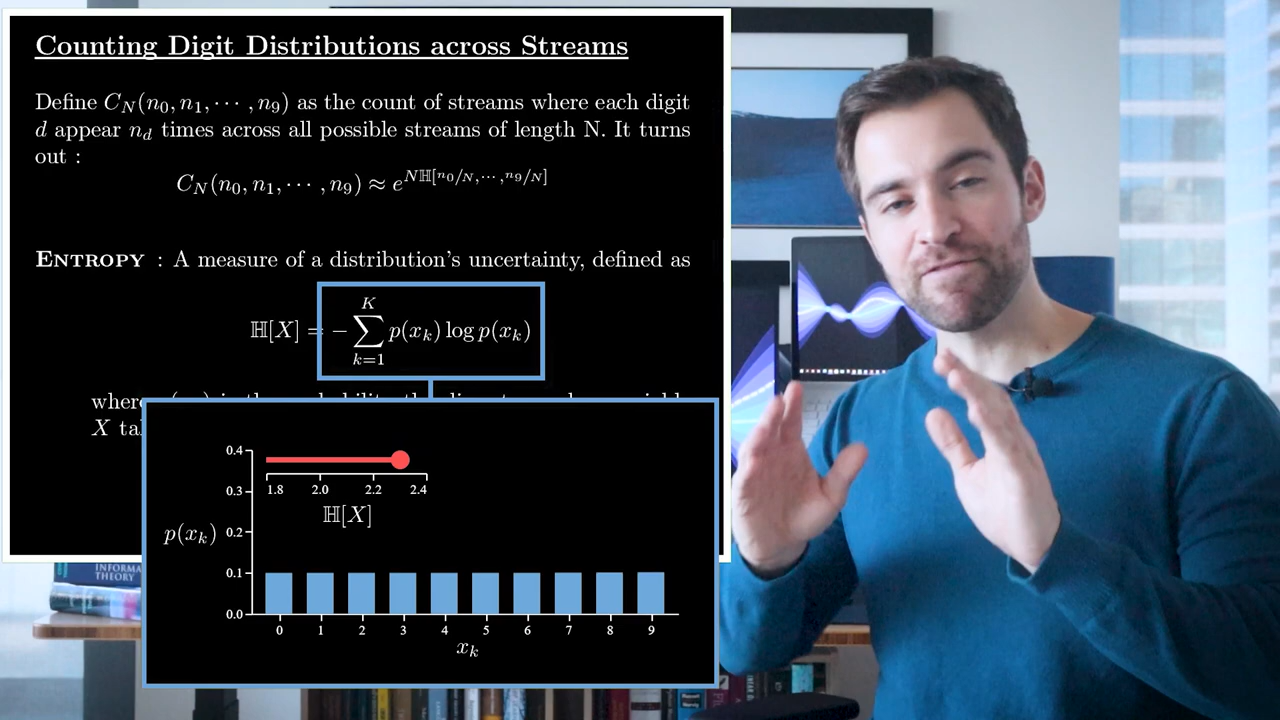 Counting Digit Distributions across Streams
Define C_N(n_0, n_1, ⋯ , n_9) as the count of streams where each digit
d appear n_d times across all possible streams of length N. It turns
out :
C_N(n_0, n_1, ⋯ , n_9) ≈ e^{Nℍ[n_0/N,⋯,n_9/N]}
ENTROPY : A measure of a distribution's uncertainty, defined as
ℍ[X] = − ∑_{k=1}^{K} p(x_k) log p(x_k)
where
X
0.4
0.3
0.2
0.1
0.0
p(x_k)
1.8 2.0 2.2 2.4
ℍ[X]
0 1 2 3 4 5 6 7 8 9
x_k
THEORY